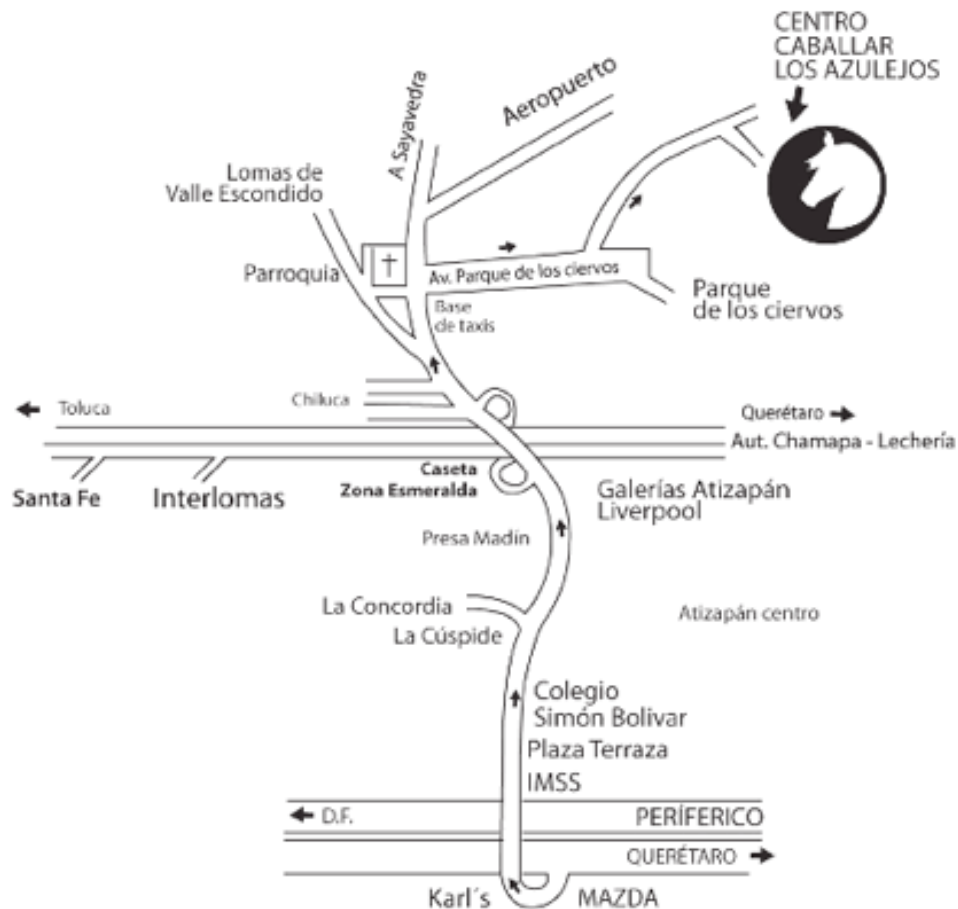 CENTRO
CABALLAR
LOS AZULEJOS
Aeropuerto
A Sayavedra
Lomas de
Valle Escondido
Parroquia
Av. Parque de los ciervos
Base
de taxis
Parque
de los ciervos
Chiluca
Toluca
Querétaro
Aut. Chamapa - Lechería
Santa Fe
Interlomas
Caseta
Zona Esmeralda
Galerías Atizapán
Liverpool
Presa Madín
La Concordia
La Cúspide
Atizapán centro
Colegio
Simón Bolivar
Plaza Terraza
IMSS
D.F.
PERÍFERICO
QUERÉTARO
Karl´s
MAZDA